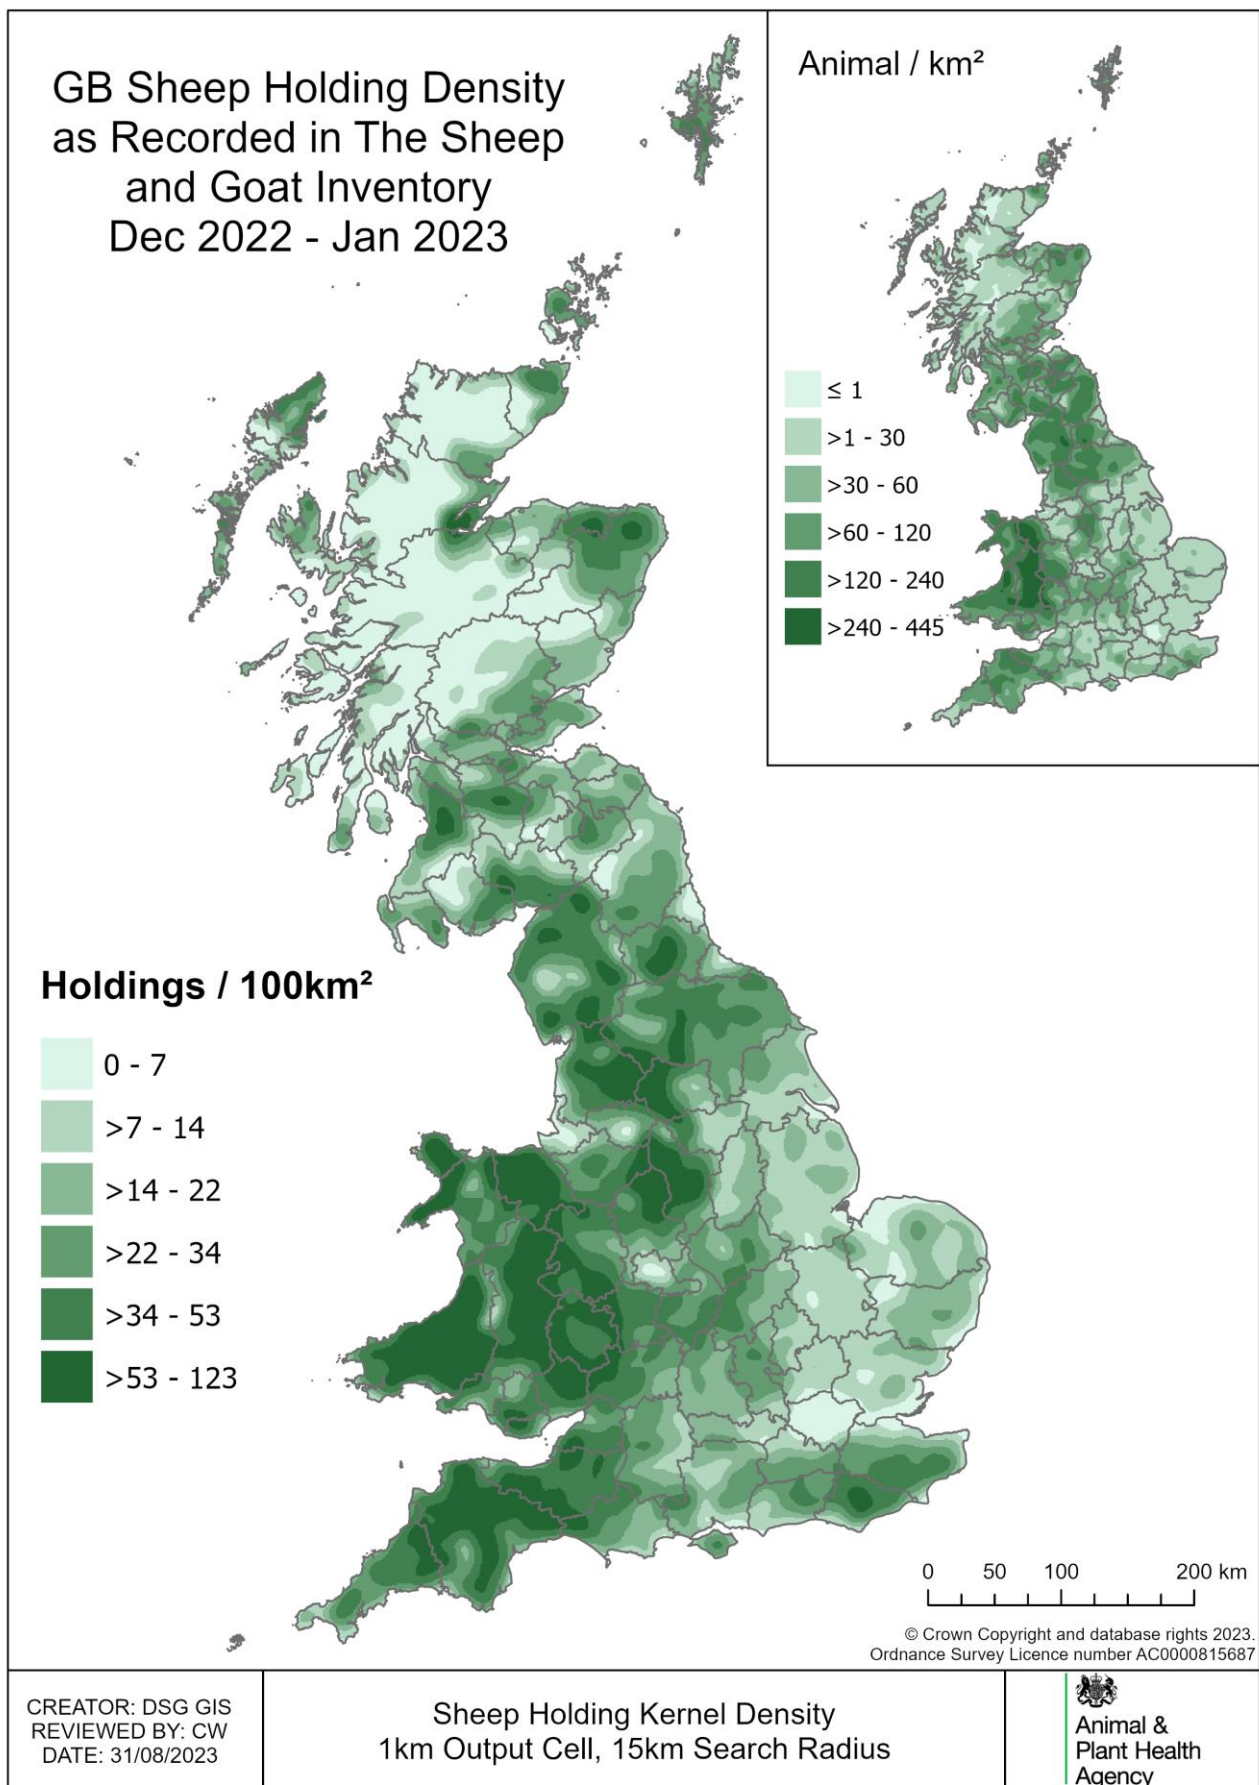 GB Sheep Holding Density
as Recorded in The Sheep
and Goat Inventory
Dec 2022 - Jan 2023
Animal / km²
≤ 1
>1 - 30
>30 - 60
>60 - 120
>120 - 240
>240 - 445
Holdings / 100km²
0 - 7
>7 - 14
>14 - 22
>22 - 34
>34 - 53
>53 - 123
0 50 100 200 km
© Crown Copyright and database rights 2023.
Ordnance Survey Licence number AC0000815687
CREATOR: DSG GIS
REVIEWED BY: CW
DATE: 31/08/2023
Sheep Holding Kernel Density
1km Output Cell, 15km Search Radius
Animal &
Plant Health
Agency